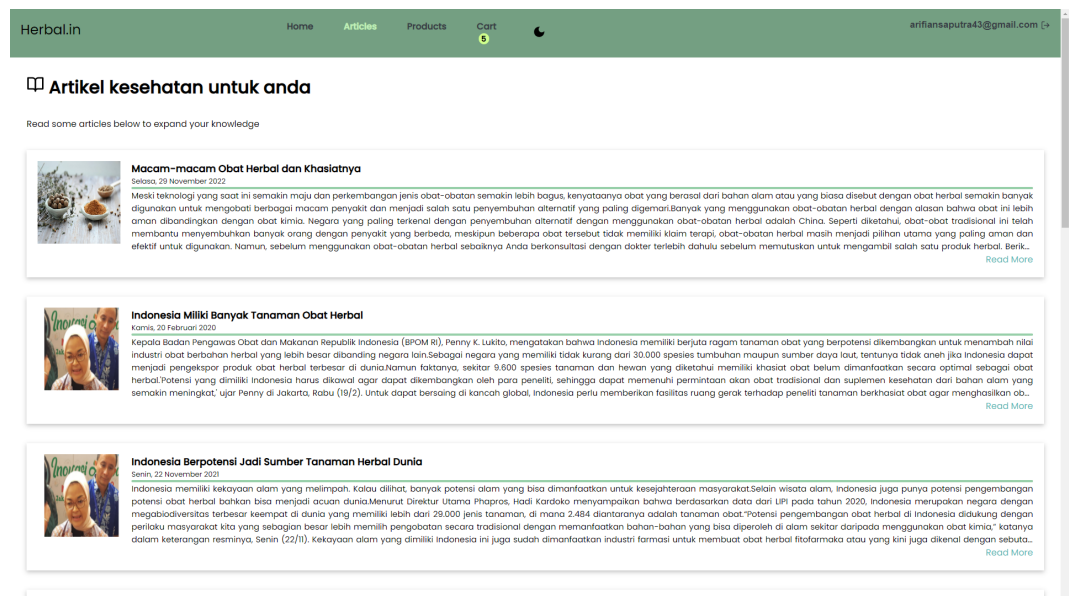 Herbal.in
Home
Articles
Products
Cart
5
arifiansaputra43@gmail.com
Artikel kesehatan untuk anda
Read some articles below to expand your knowledge
Macam-macam Obat Herbal dan Khasiatnya
Selasa, 29 November 2022
Meski teknologi yang saat ini semakin maju dan perkembangan jenis obat-obatan semakin lebih bagus, kenyataanya obat yang berasal dari bahan alam atau yang biasa disebut dengan obat herbal semakin banyak
digunakan untuk mengobati berbagai macam penyakit dan menjadi salah satu penyembuhan alternatif yang paling digemari.Banyak yang menggunakan obat-obatan herbal dengan alasan bahwa obat ini lebih
aman dibandingkan dengan obat kimia. Negara yang paling terkenal dengan penyembuhan alternatif dengan menggunakan obat-obatan herbal adalah China. Seperti diketahui, obat-obat tradisional ini telah
membantu menyembuhkan banyak orang dengan penyakit yang berbeda, meskipun beberapa obat tersebut tidak memiliki klaim terapi, obat-obatan herbal masih menjadi pilihan utama yang paling aman dan
efektif untuk digunakan. Namun, sebelum menggunakan obat-obatan herbal sebaiknya Anda berkonsultasi dengan dokter terlebih dahulu sebelum memutuskan untuk mengambil salah satu produk herbal. Berik...
Read More
Indonesia Miliki Banyak Tanaman Obat Herbal
Kamis, 20 Februari 2020
Kepala Badan Pengawas Obat dan Makanan Republik Indonesia (BPOM RI), Penny K. Lukito, mengatakan bahwa Indonesia memiliki berjuta ragam tanaman obat yang berpotensi dikembangkan untuk menambah nilai
industri obat berbahan herbal yang lebih besar dibanding negara lain.Sebagai negara yang memiliki tidak kurang dari 30.000 spesies tumbuhan maupun sumber daya laut, tentunya tidak aneh jika Indonesia dapat
menjadi pengekspor produk obat herbal terbesar di dunia.Namun faktanya, sekitar 9.600 spesies tanaman dan hewan yang diketahui memiliki khasiat obat belum dimanfaatkan secara optimal sebagai obat
herbal.'Potensi yang dimiliki Indonesia harus dikawal agar dapat dikembangkan oleh para peneliti, sehingga dapat memenuhi permintaan akan obat tradisional dan suplemen kesehatan dari bahan alam yang
semakin meningkat,' ujar Penny di Jakarta, Rabu (19/2). Untuk dapat bersaing di kancah global, Indonesia perlu memberikan fasilitas ruang gerak terhadap peneliti tanaman berkhasiat obat agar menghasilkan ob...
Read More
Indonesia Berpotensi Jadi Sumber Tanaman Herbal Dunia
Senin, 22 November 2021
Indonesia memiliki kekayaan alam yang melimpah. Kalau dilihat, banyak potensi alam yang bisa dimanfaatkan untuk kesejahteraan masyarakat.Selain wisata alam, Indonesia juga punya potensi pengembangan
potensi obat herbal bahkan bisa menjadi acuan dunia.Menurut Direktur Utama Phapros, Hadi Kardoko menyampaikan bahwa berdasarkan data dari LIPI pada tahun 2020, Indonesia merupakan negara dengan
megabiodiversitas terbesar keempat di dunia yang memiliki lebih dari 29.000 jenis tanaman, di mana 2.484 diantaranya adalah tanaman obat.“Potensi pengembangan obat herbal di Indonesia didukung dengan
perilaku masyarakat kita yang sebagian besar lebih memilih pengobatan secara tradisional dengan memanfaatkan bahan-bahan yang bisa diperoleh di alam sekitar daripada menggunakan obat kimia,” katanya
dalam keterangan resminya, Senin (22/11). Kekayaan alam yang dimiliki Indonesia ini juga sudah dimanfaatkan industri farmasi untuk membuat obat herbal fitofarmaka atau yang kini juga dikenal dengan sebuta...
Read More